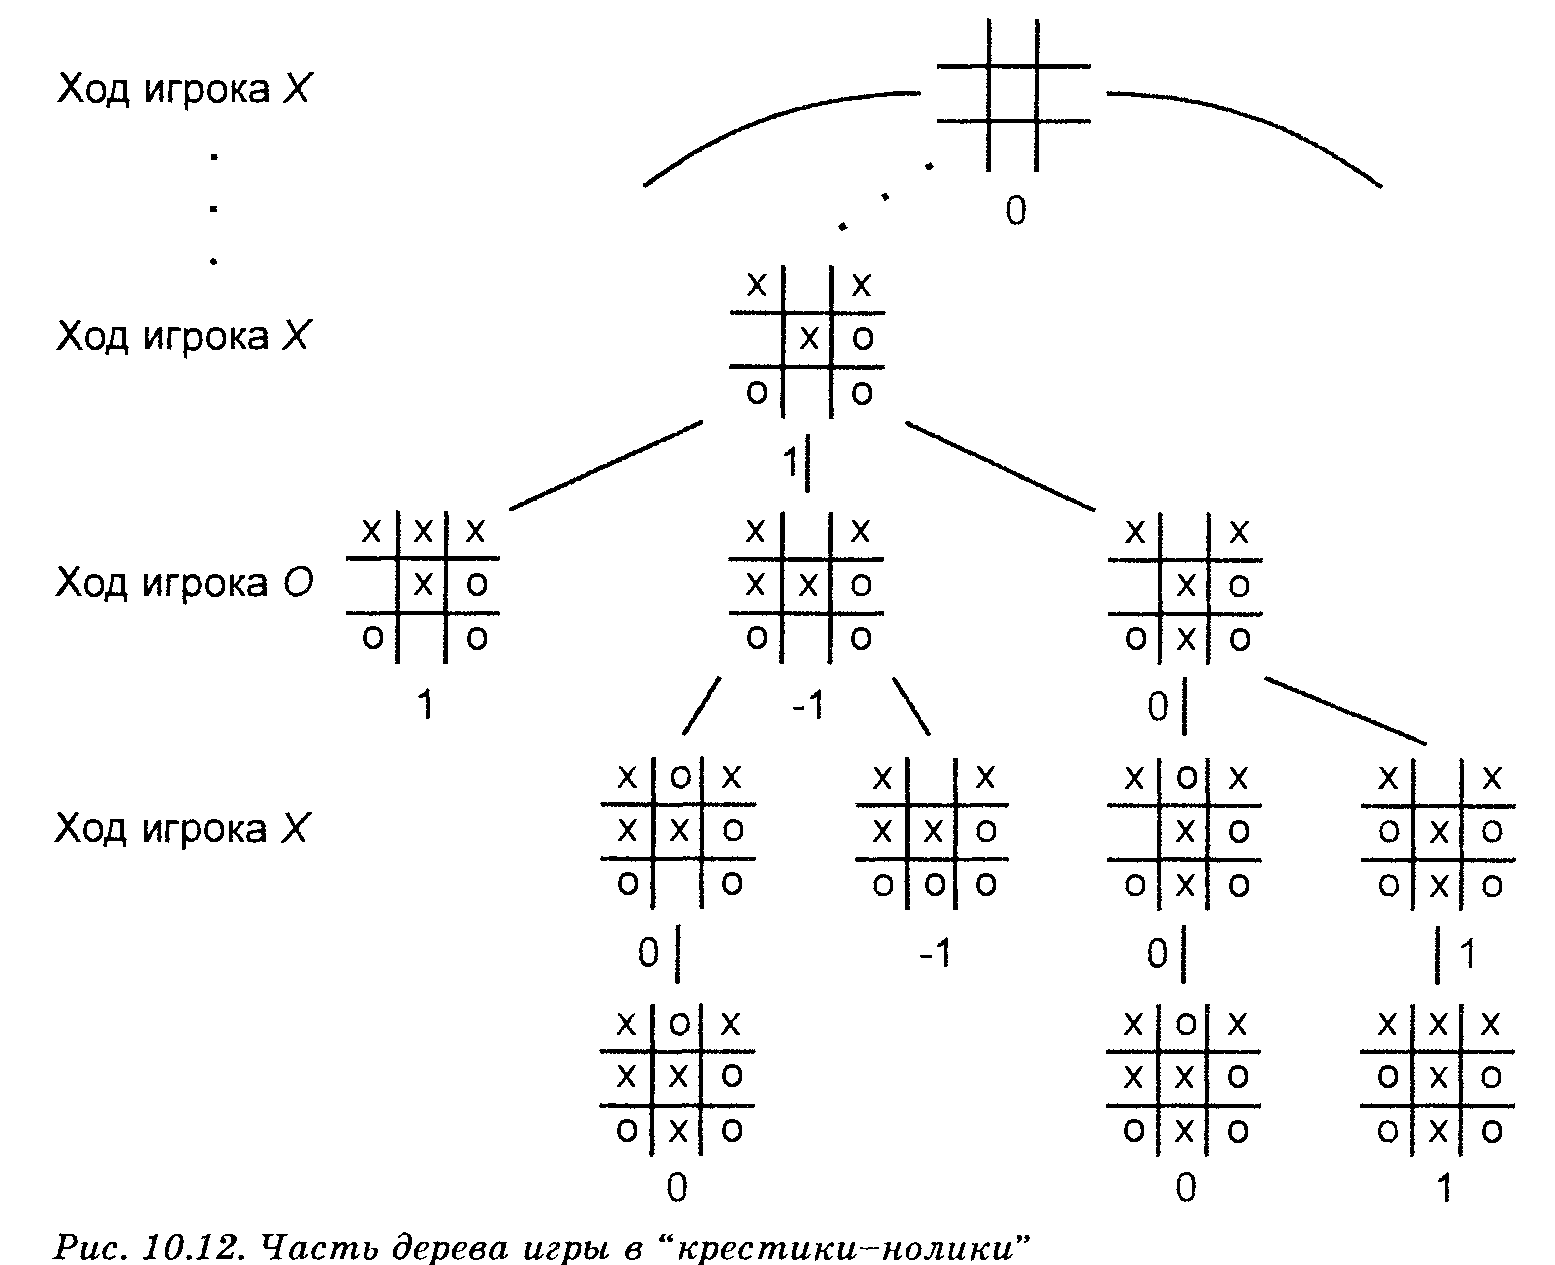 Ход игрока X
0
X X
Ход игрока X
X O
O O
1
X X X X X X X
Ход игрока O
X O X X O X O
O O O O O X O
1 -1 0
X O X X X X O X X X
Ход игрока X
X X O X X O X O O X O
O O O O O O X O O X O
0 -1 0 1
X O X X O X X X X
X X O X X O O X O
O X O O X O O X O
0 0 1
Рис. 10.12. Часть дерева игры в “крестики–нолики”